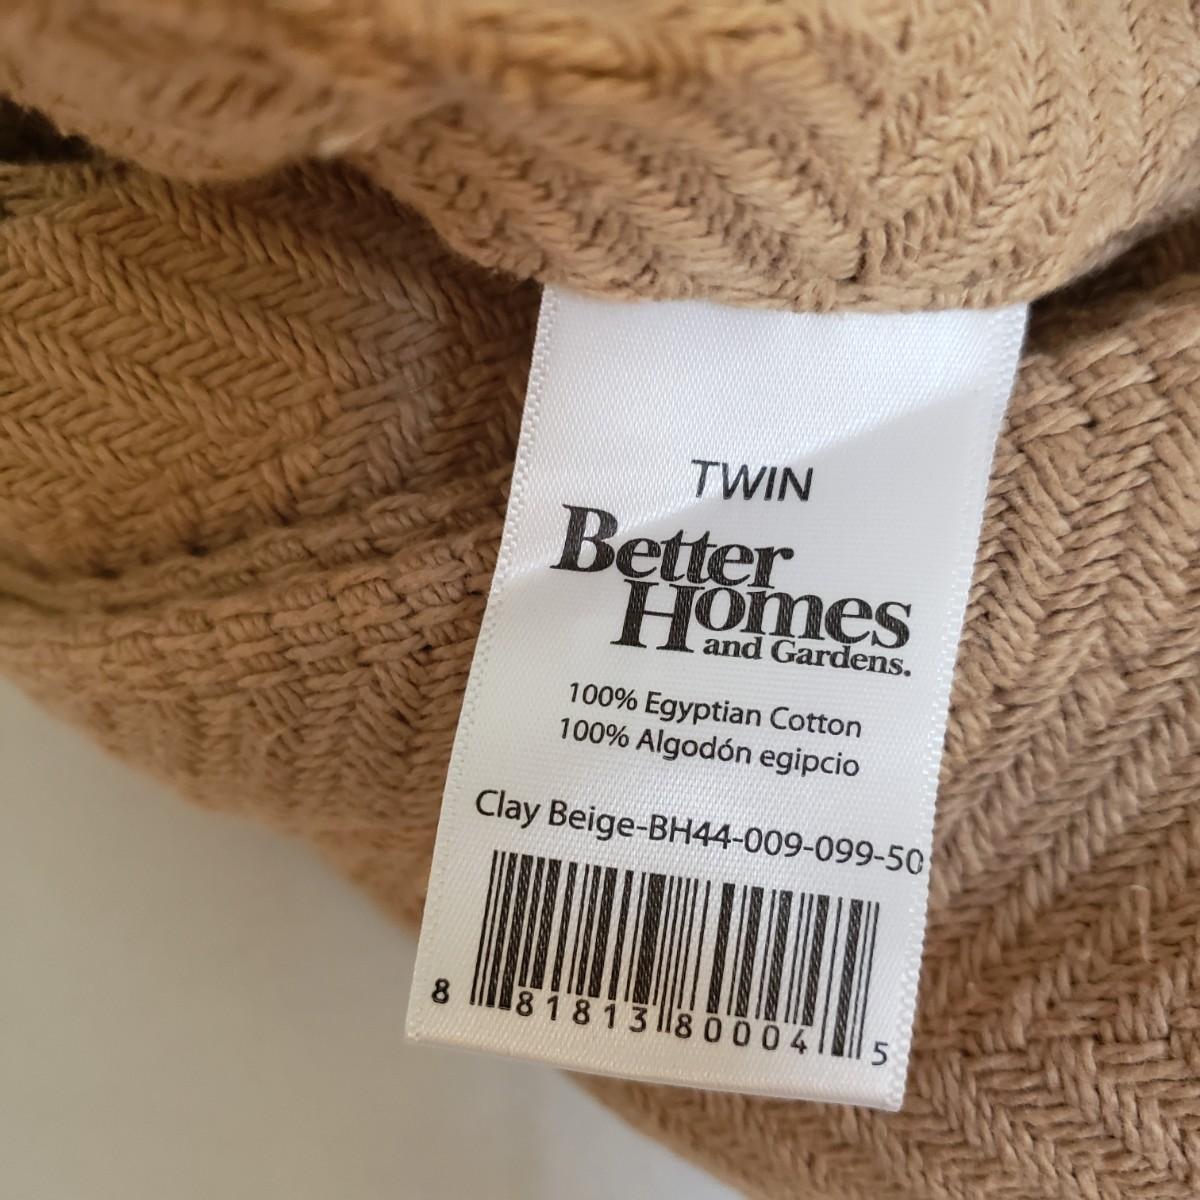 TWIN
Better
Homes
and Gardens.
100% Egyptian Cotton
100% Algodón egipcio
Clay Beige-BH44-009-099-50
8 81813 80004 5